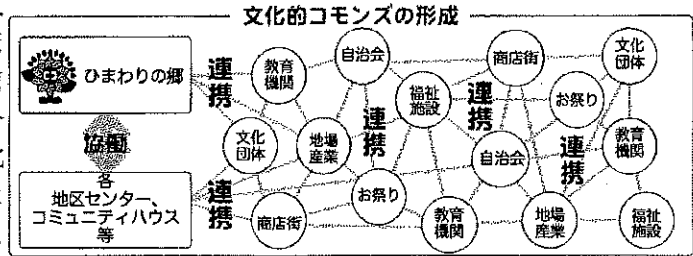 文化的コモンズの形成
ひまわりの郷
協働
各
地区センター、
コミュニティハウス
等
連携
連携
連携
連携
連携
教育
機関
自治会
商店街
文化
団体
福祉
施設
お祭り
文化
団体
地場
産業
自治会
教育
機関
お祭り
商店街
教育
機関
地場
産業
福祉
施設